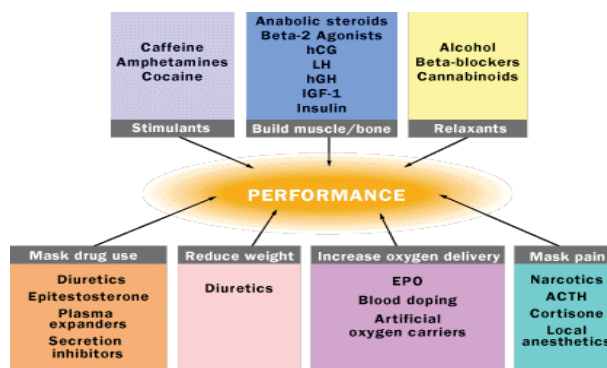 Caffeine
Amphetamines
Cocaine
Stimulants
Anabolic steroids
Beta-2 Agonists
hCG
LH
hGH
IGF-1
Insulin
Build muscle/bone
Alcohol
Beta-blockers
Cannabinoids
Relaxants
PERFORMANCE
Mask drug use
Diuretics
Epitestosterone
Plasma
expanders
Secretion
inhibitors
Reduce weight
Diuretics
Increase oxygen delivery
EPO
Blood doping
Artificial
oxygen carriers
Mask pain
Narcotics
ACTH
Cortisone
Local
anesthetics